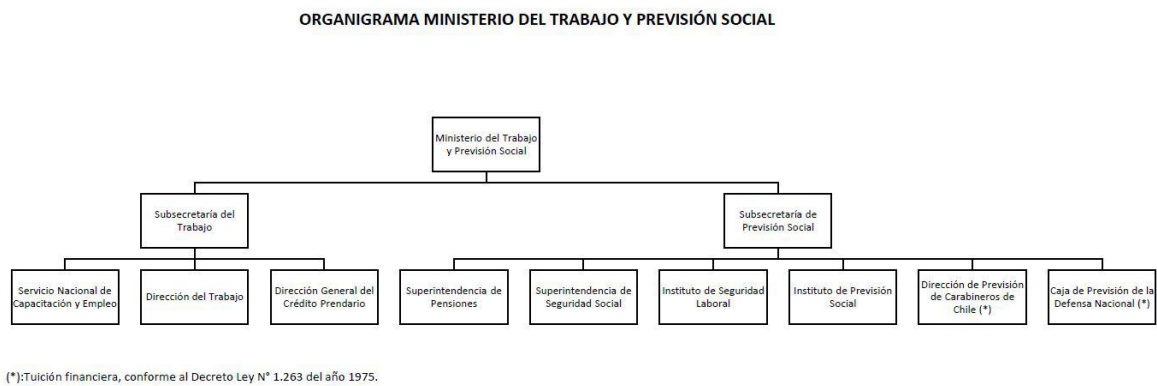 ORGANIGRAMA MINISTERIO DEL TRABAJO Y PREVISIÓN SOCIAL
Ministerio del Trabajo
y Previsión Social
Subsecretaría del
Trabajo
Subsecretaría de
Previsión Social
Servicio Nacional de
Capacitación y Empleo
Dirección del Trabajo
Dirección General del
Crédito Prendario
Superintendencia de
Pensiones
Superintendencia de
Seguridad Social
Instituto de Seguridad
Laboral
Instituto de Previsión
Social
Dirección de Previsión
de Carabineros de
Chile (*)
Caja de Previsión de la
Defensa Nacional (*)
(*):Tuición financiera, conforme al Decreto Ley N° 1.263 del año 1975.